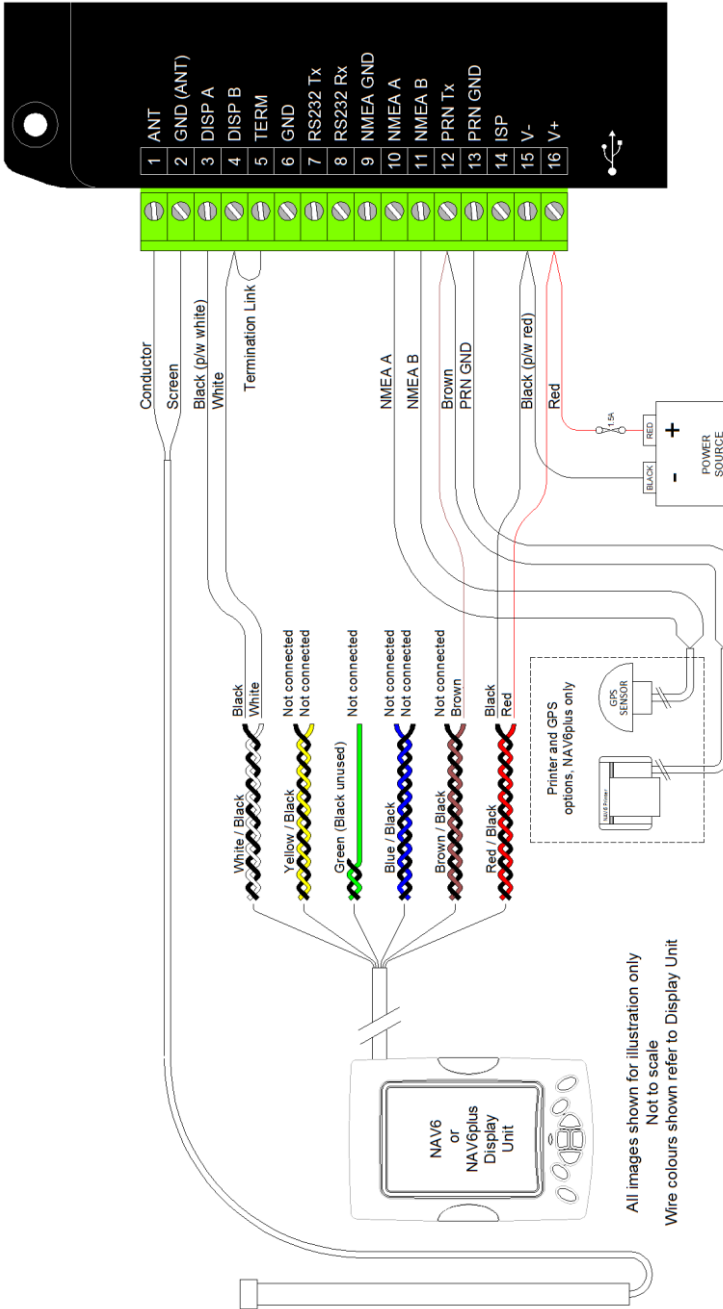 1 ANT
2 GND (ANT)
3 DISP A
4 DISP B
5 TERM
6 GND
7 RS232 Tx
8 RS232 Rx
9 NMEA GND
10 NMEA A
11 NMEA B
12 PRN Tx
13 PRN GND
14 ISP
15 V-
16 V+
Conductor
Screen
Black (p/w white)
White
Termination Link
NMEA A
NMEA B
Brown
PRN GND
Black (p/w red)
Red
1.5A
BLACK
RED
-
+
POWER
SOURCE
Black
White
Not connected
Not connected
Not connected
Not connected
Not connected
Not connected
Brown
Black
Red
White / Black
Yellow / Black
Green (Black unused)
Blue / Black
Brown / Black
Red / Black
Printer and GPS
options, NAV6plus only
GPS
SENSOR
NAV6 Printer
NAV6
or
NAV6plus
Display
Unit
All images shown for illustration only
Not to scale
Wire colours shown refer to Display Unit